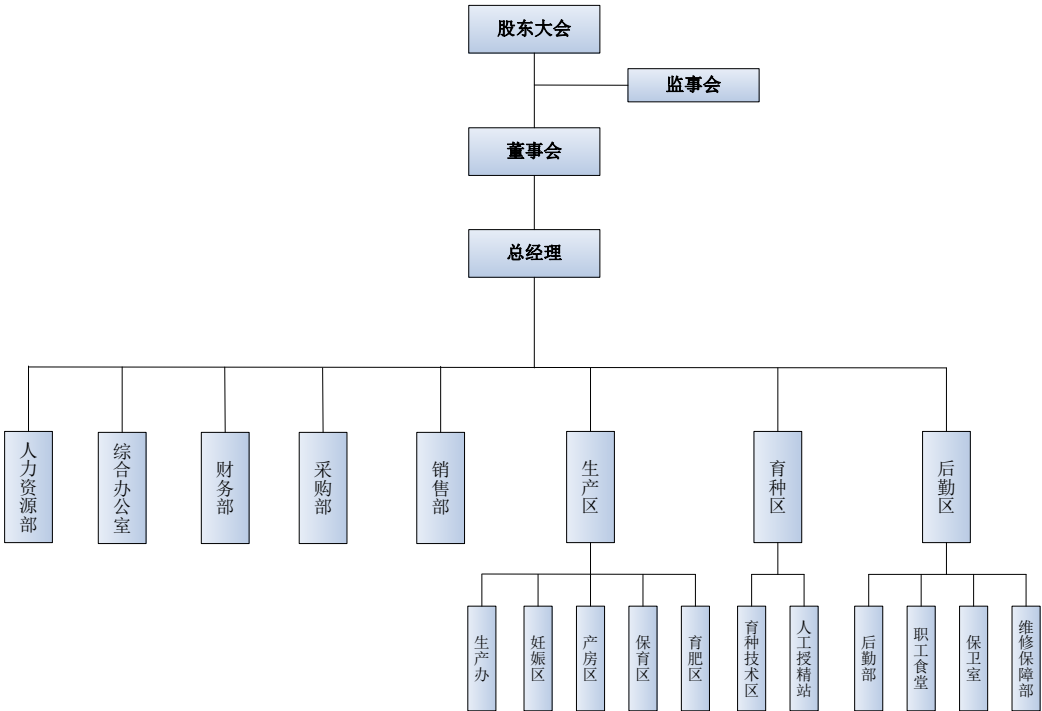 股东大会
监事会
董事会
总经理
人力资源部
综合办公室
财务部
采购部
销售部
生产区
育种区
后勤区
生产办
妊娠区
产房区
保育区
育肥区
育种技术区
人工授精站
后勤部
职工食堂
保卫室
维修保障部